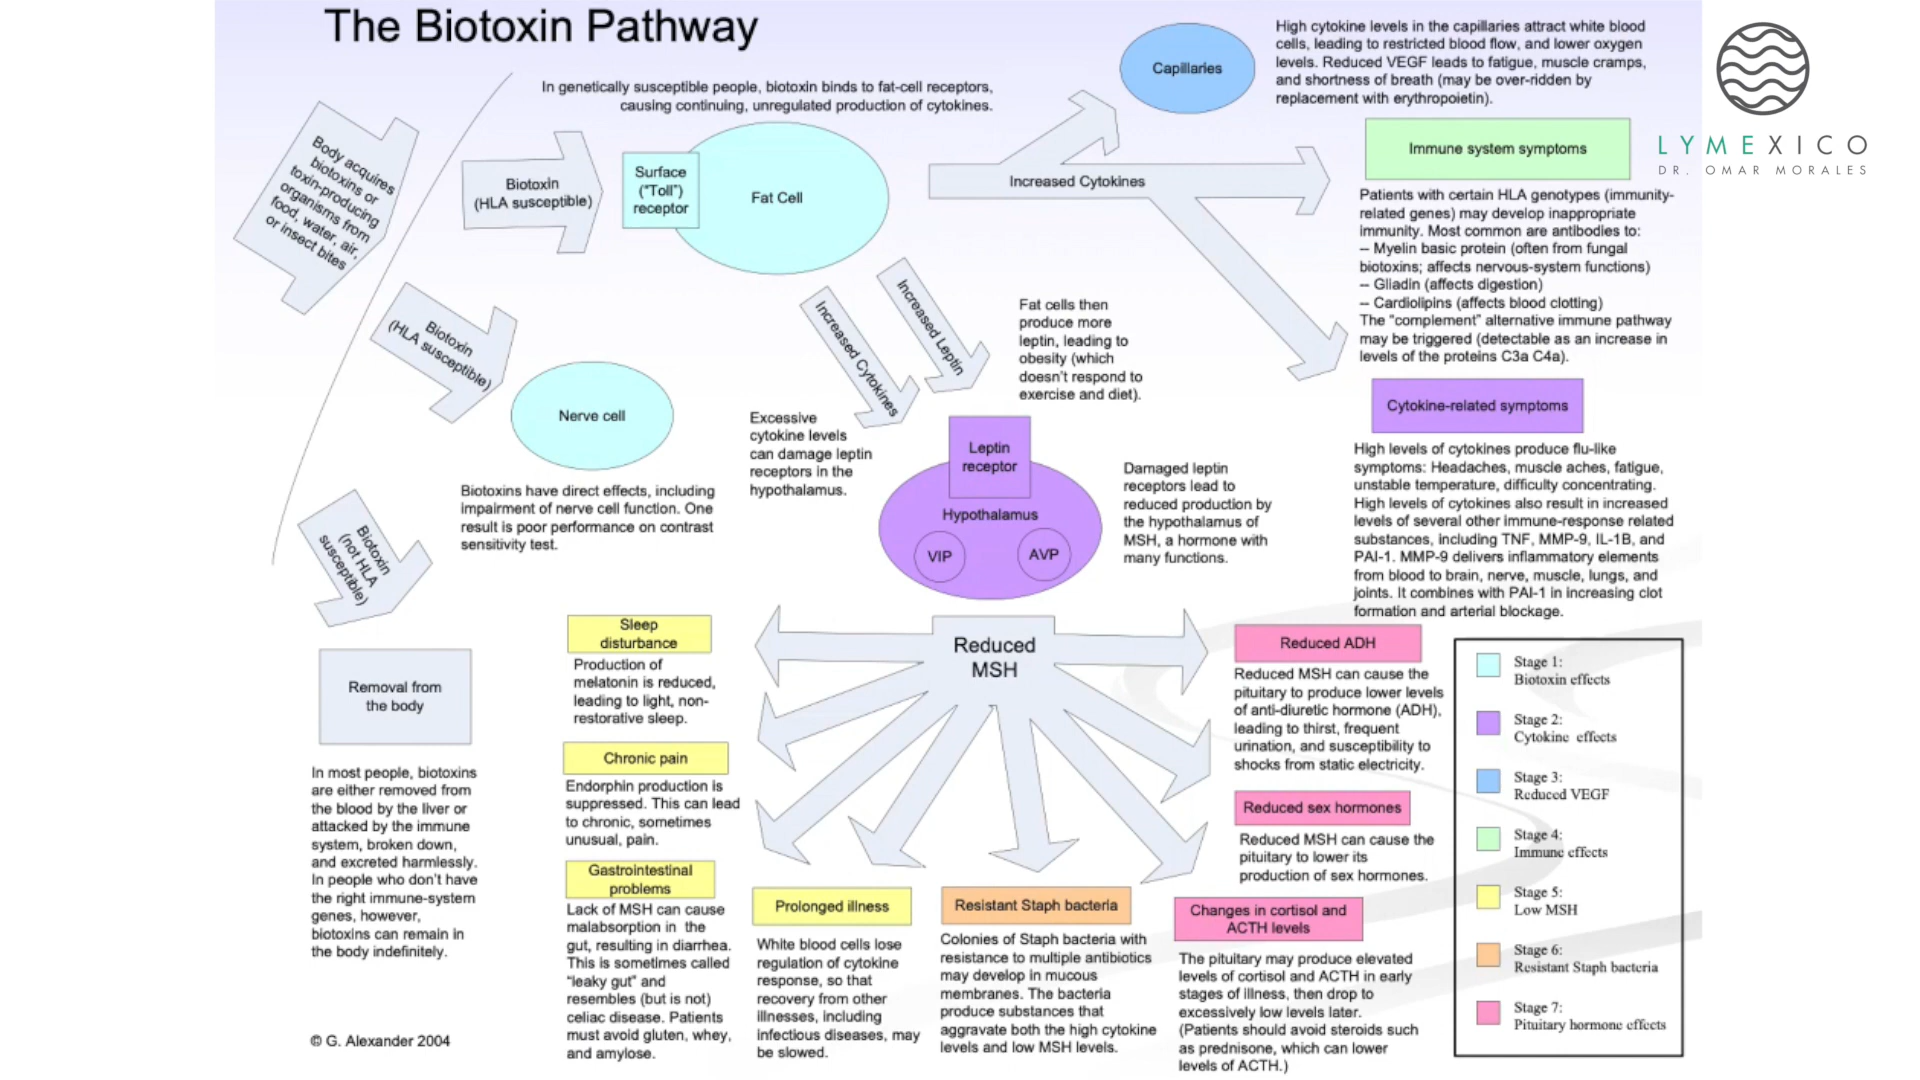 The Biotoxin Pathway
In genetically susceptible people, biotoxin binds to fat-cell receptors,
causing continuing, unregulated production of cytokines.
Body acquires
biotoxins or
toxin-producing
organisms from
food, water, air,
or insect bites
Biotoxin
(HLA susceptible)
Surface
("Toll")
receptor
Fat Cell
Increased Cytokines
Capillaries
High cytokine levels in the capillaries attract white blood
cells, leading to restricted blood flow, and lower oxygen
levels. Reduced VEGF leads to fatigue, muscle cramps,
and shortness of breath (may be over-ridden by
replacement with erythropoietin).
LYMEXICO
DR. OMAR MORALES
Immune system symptoms
Patients with certain HLA genotypes (immunity-
related genes) may develop inappropriate
immunity. Most common are antibodies to:
-- Myelin basic protein (often from fungal
biotoxins; affects nervous-system functions)
-- Gliadin (affects digestion)
-- Cardiolipins (affects blood clotting)
The "complement" alternative immune pathway
may be triggered (detectable as an increase in
levels of the proteins C3a C4a).
Biotoxin
(HLA susceptible)
Nerve cell
Biotoxins have direct effects, including
impairment of nerve cell function. One
result is poor performance on contrast
sensitivity test.
Increased Cytokines
Increased Leptin
Fat cells then
produce more
leptin, leading to
obesity (which
doesn't respond to
exercise and diet).
Excessive
cytokine levels
can damage leptin
receptors in the
hypothalamus.
Leptin
receptor
Hypothalamus
VIP
AVP
Damaged leptin
receptors lead to
reduced production by
the hypothalamus of
MSH, a hormone with
many functions.
Cytokine-related symptoms
High levels of cytokines produce flu-like
symptoms: Headaches, muscle aches, fatigue,
unstable temperature, difficulty concentrating.
High levels of cytokines also result in increased
levels of several other immune-response related
substances, including TNF, MMP-9, IL-1B, and
PAI-1. MMP-9 delivers inflammatory elements
from blood to brain, nerve, muscle, lungs, and
joints. It combines with PAI-1 in increasing clot
formation and arterial blockage.
Biotoxin
(not HLA
susceptible)
Removal from
the body
In most people, biotoxins
are either removed from
the blood by the liver or
attacked by the immune
system, broken down,
and excreted harmlessly.
In people who don't have
the right immune-system
genes, however,
biotoxins can remain in
the body indefinitely.
Reduced
MSH
Sleep
disturbance
Production of
melatonin is reduced,
leading to light, non-
restorative sleep.
Chronic pain
Endorphin production is
suppressed. This can lead
to chronic, sometimes
unusual, pain.
Gastrointestinal
problems
Lack of MSH can cause
malabsorption in the
gut, resulting in diarrhea.
This is sometimes called
"leaky gut" and
resembles (but is not)
celiac disease. Patients
must avoid gluten, whey,
and amylose.
Prolonged illness
White blood cells lose
regulation of cytokine
response, so that
recovery from other
illnesses, including
infectious diseases, may
be slowed.
Resistant Staph bacteria
Colonies of Staph bacteria with
resistance to multiple antibiotics
may develop in mucous
membranes. The bacteria
produce substances that
aggravate both the high cytokine
levels and low MSH levels.
Reduced ADH
Reduced MSH can cause the
pituitary to produce lower levels
of anti-diuretic hormone (ADH),
leading to thirst, frequent
urination, and susceptibility to
shocks from static electricity.
Reduced sex hormones
Reduced MSH can cause the
pituitary to lower its
production of sex hormones.
Changes in cortisol and
ACTH levels
The pituitary may produce elevated
levels of cortisol and ACTH in early
stages of illness, then drop to
excessively low levels later.
(Patients should avoid steroids such
as prednisone, which can lower
levels of ACTH.)
Stage 1:
Biotoxin effects
Stage 2:
Cytokine effects
Stage 3:
Reduced VEGF
Stage 4:
Immune effects
Stage 5:
Low MSH
Stage 6:
Resistant Staph bacteria
Stage 7:
Pituitary hormone effects
© G. Alexander 2004